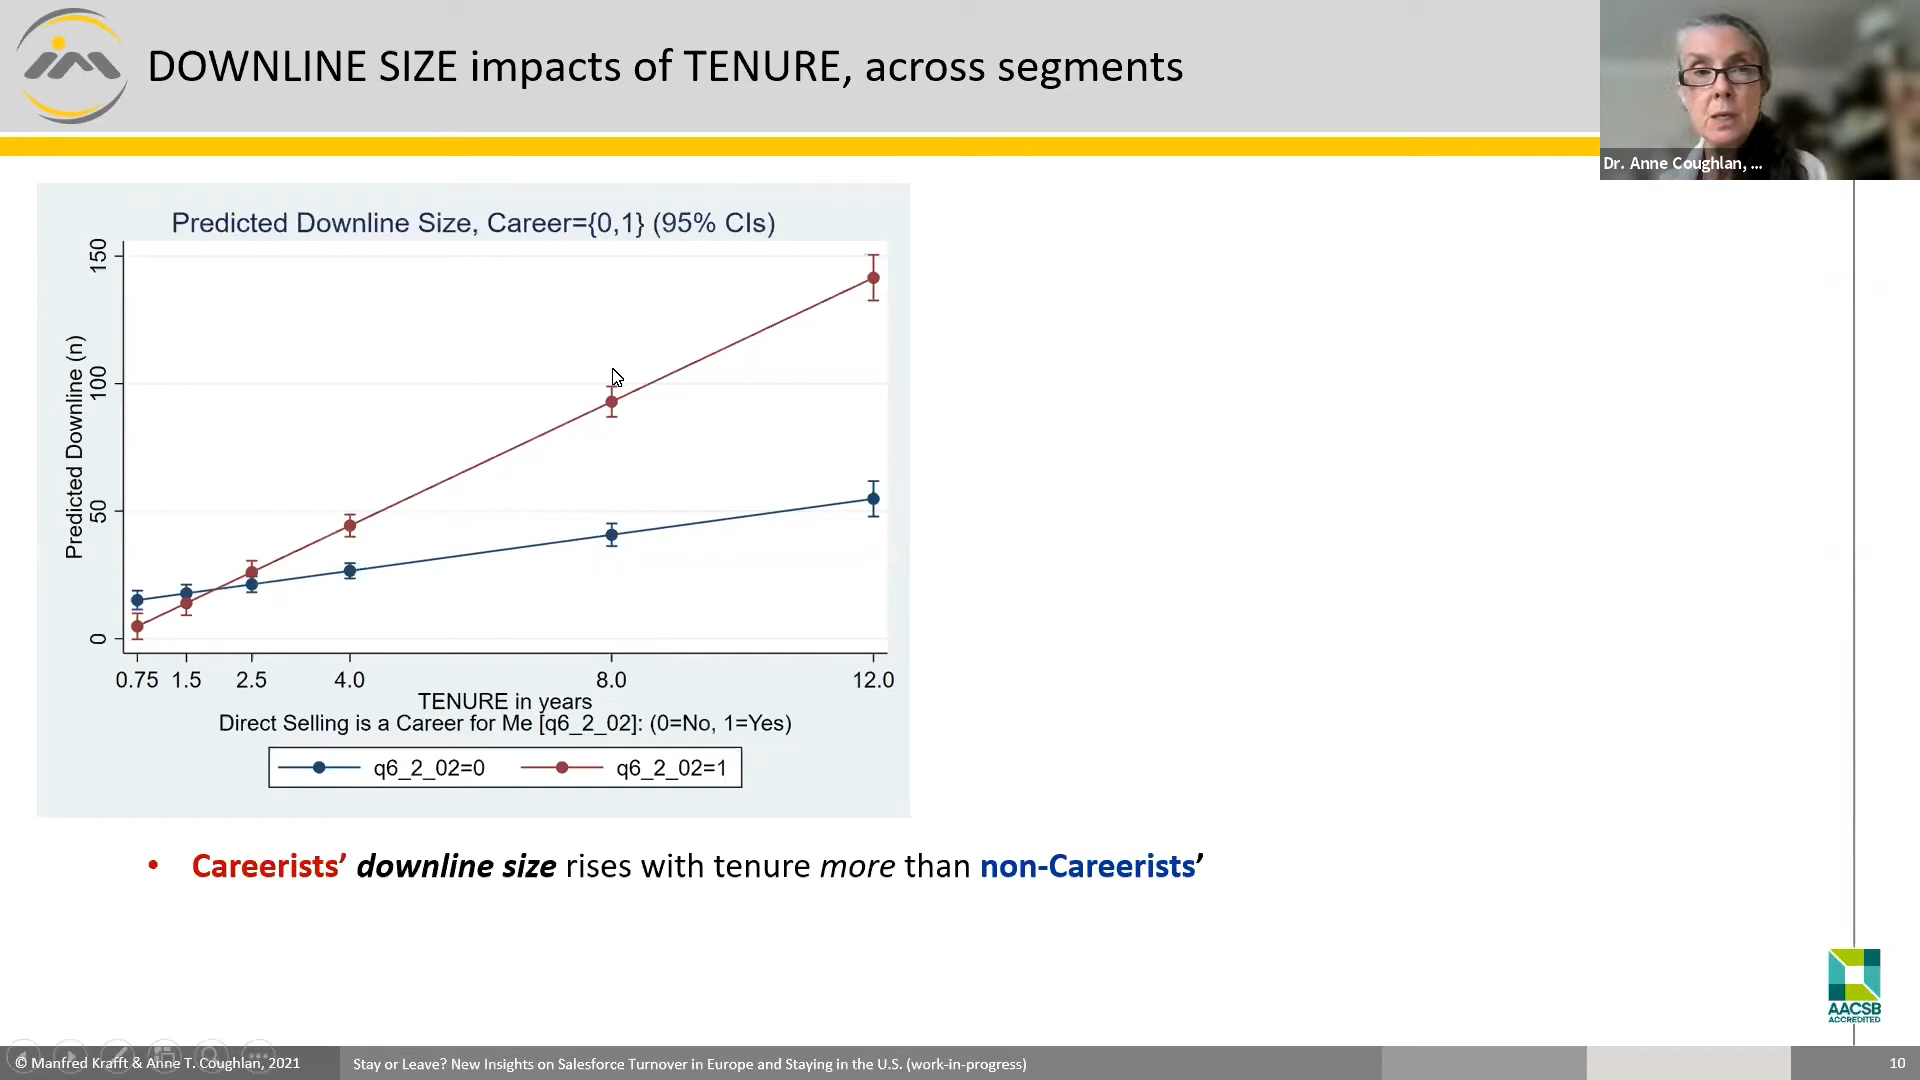 im
DOWNLINE SIZE impacts of TENURE, across segments
Dr. Anne Coughlan, ...
Predicted Downline Size, Career={0,1} (95% CIs)
Predicted Downline (n)
150
100
50
0
0.75 1.5 2.5 4.0 8.0 12.0
TENURE in years
Direct Selling is a Career for Me [q6_2_02]: (0=No, 1=Yes)
q6_2_02=0 q6_2_02=1
• Careerists’ downline size rises with tenure more than non-Careerists’
AACSB
ACCREDITED
© Manfred Krafft & Anne T. Coughlan, 2021
Stay or Leave? New Insights on Salesforce Turnover in Europe and Staying in the U.S. (work-in-progress)
10